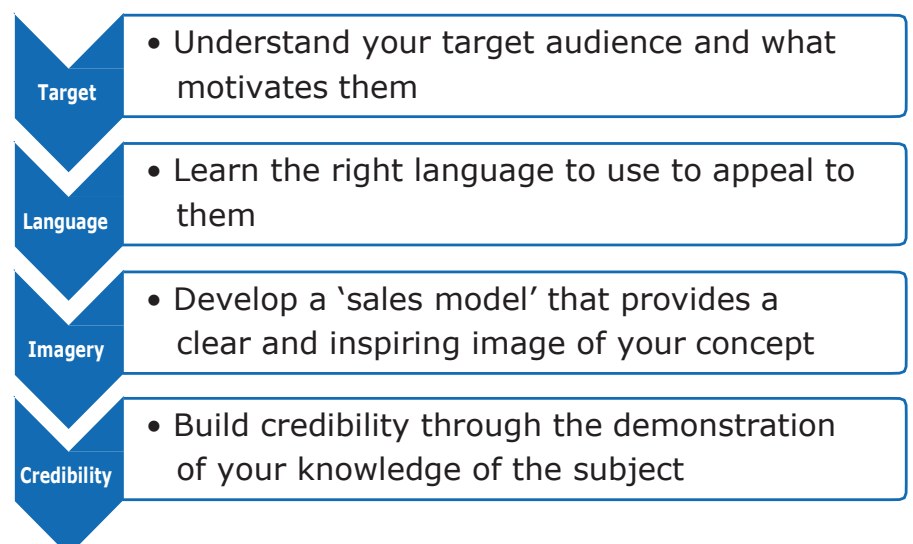 Target
• Understand your target audience and what
motivates them
Language
• Learn the right language to use to appeal to
them
Imagery
• Develop a ‘sales model’ that provides a
clear and inspiring image of your concept
Credibility
• Build credibility through the demonstration
of your knowledge of the subject